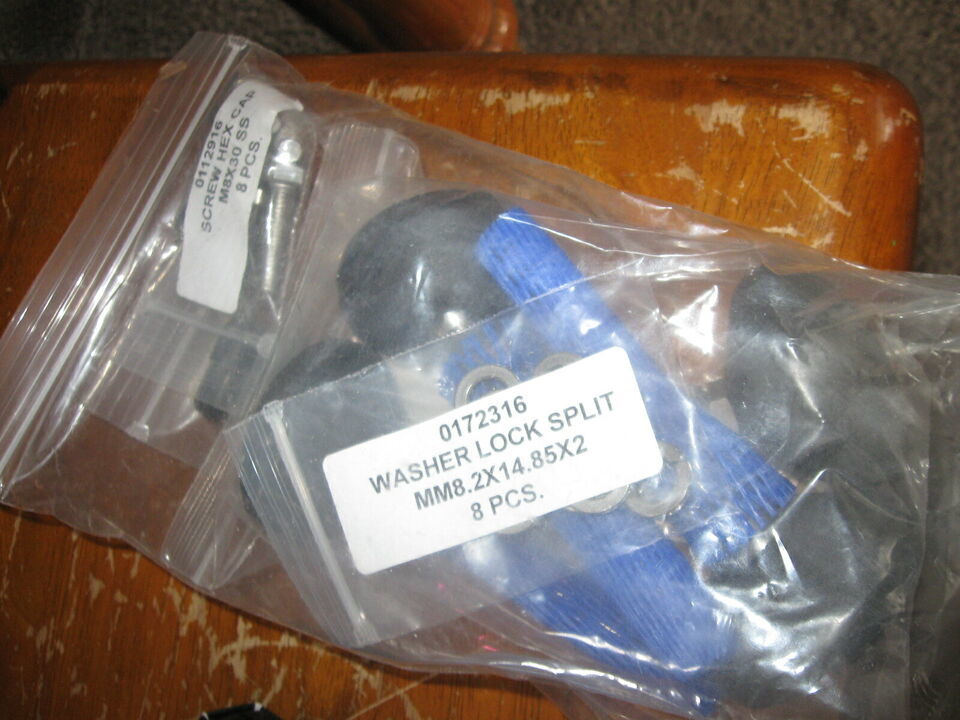 0112916
SCREW HEX CAP
M8X30 SS
8 PCS.
0172316
WASHER LOCK SPLIT
MM8.2X14.85X2
8 PCS.